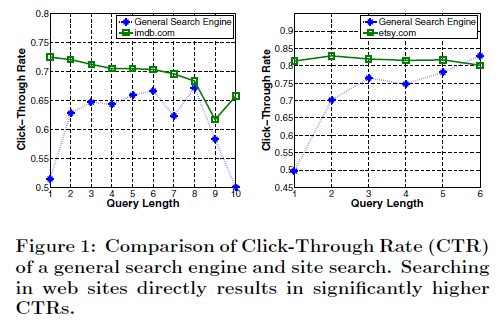 0.8
0.75
0.7
0.65
0.6
0.55
0.5
Click−Through Rate
General Search Engine
imdb.com
1 2 3 4 5 6 7 8 9 10
Query Length
0.9
0.85
0.75
0.7
0.65
0.6
0.55
0.5
0.45
Click−Through Rate
General Search Engine
etsy.com
1 2 3 4 5 6
Query Length
Figure 1: Comparison of Click-Through Rate (CTR)
of a general search engine and site search. Searching
in web sites directly results in significantly higher
CTRs.